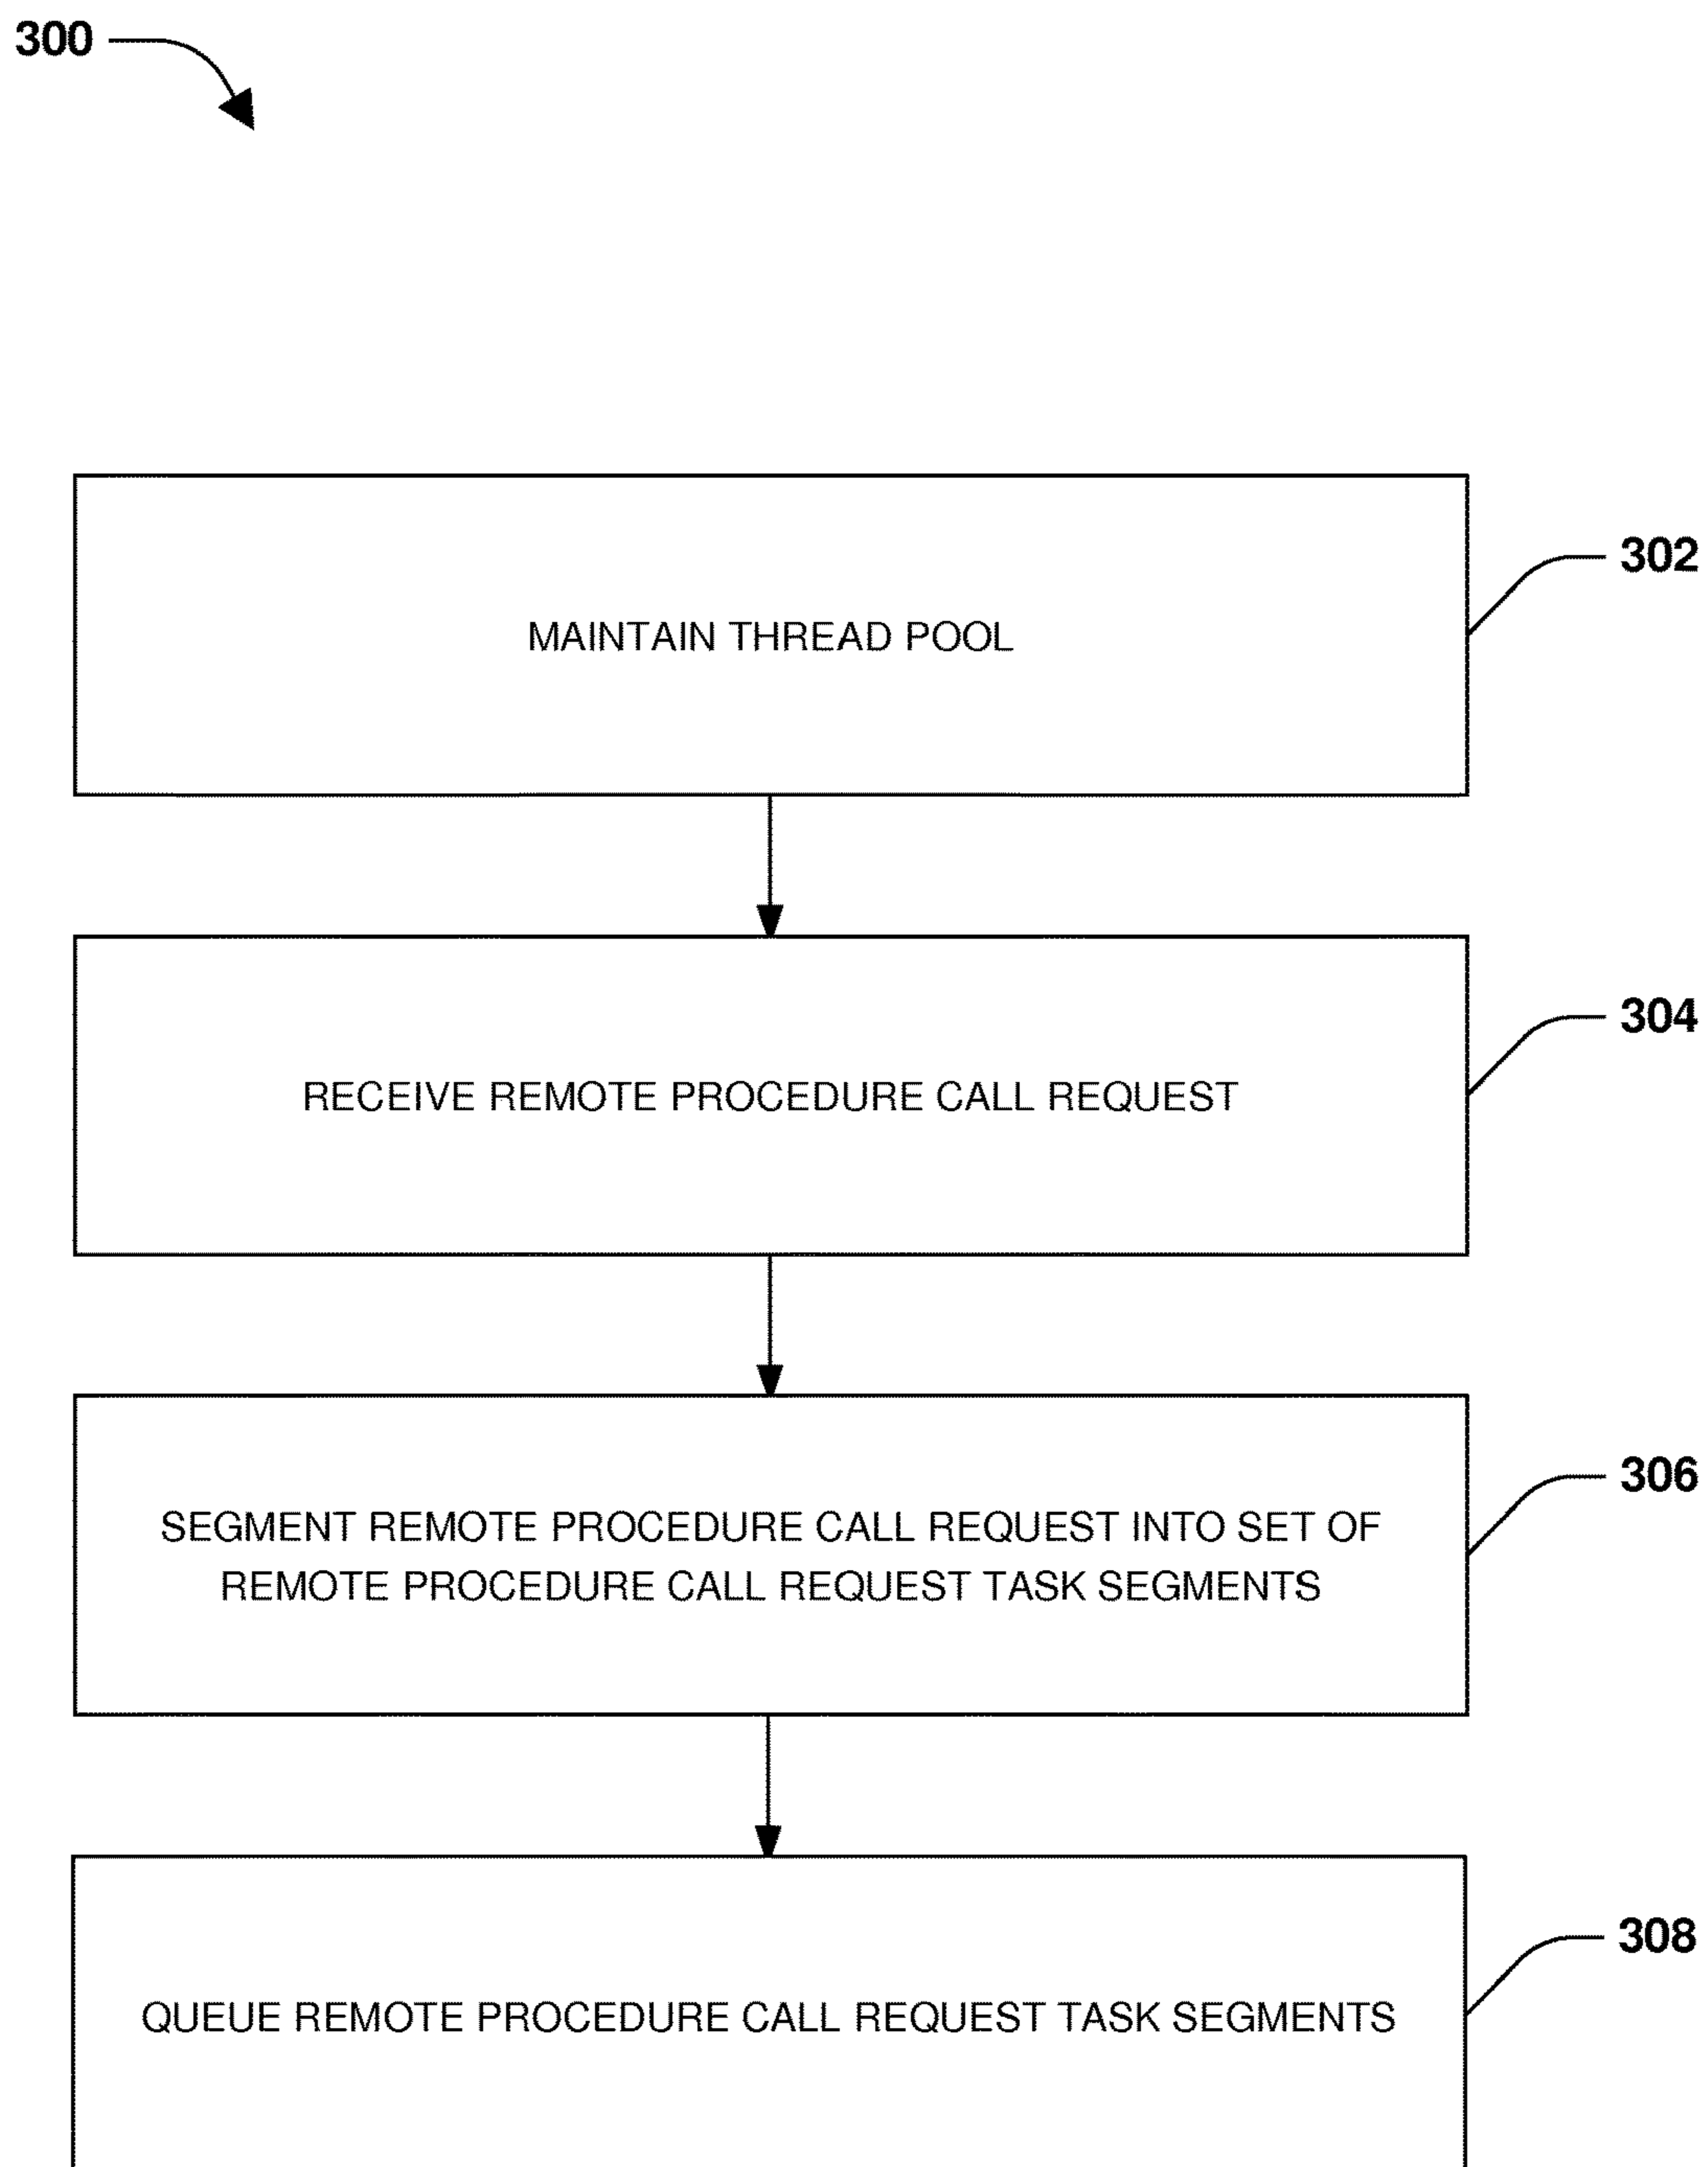 300
MAINTAIN THREAD POOL
302
RECEIVE REMOTE PROCEDURE CALL REQUEST
304
SEGMENT REMOTE PROCEDURE CALL REQUEST INTO SET OF
REMOTE PROCEDURE CALL REQUEST TASK SEGMENTS
306
QUEUE REMOTE PROCEDURE CALL REQUEST TASK SEGMENTS
308